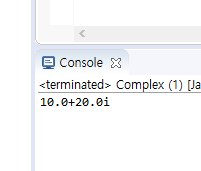 Console
<terminated> Complex (1) [Ja
10.0+20.0i